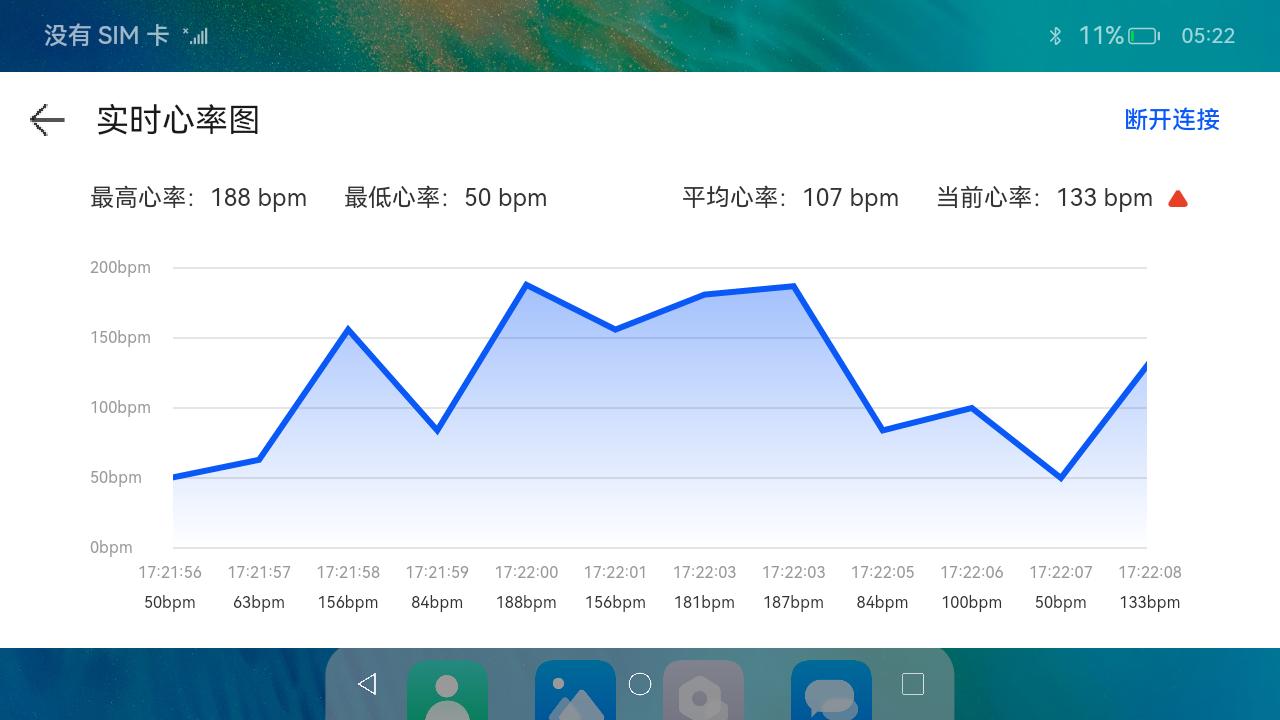 没有 SIM 卡 11% 05:22
实时心率图 断开连接
最高心率: 188 bpm 最低心率: 50 bpm 平均心率: 107 bpm 当前心率: 133 bpm
200bpm
150bpm
100bpm
50bpm
0bpm
17:21:56 17:21:57 17:21:58 17:21:59 17:22:00 17:22:01 17:22:03 17:22:03 17:22:05 17:22:06 17:22:07 17:22:08
50bpm 63bpm 156bpm 84bpm 188bpm 156bpm 181bpm 187bpm 84bpm 100bpm 50bpm 133bpm